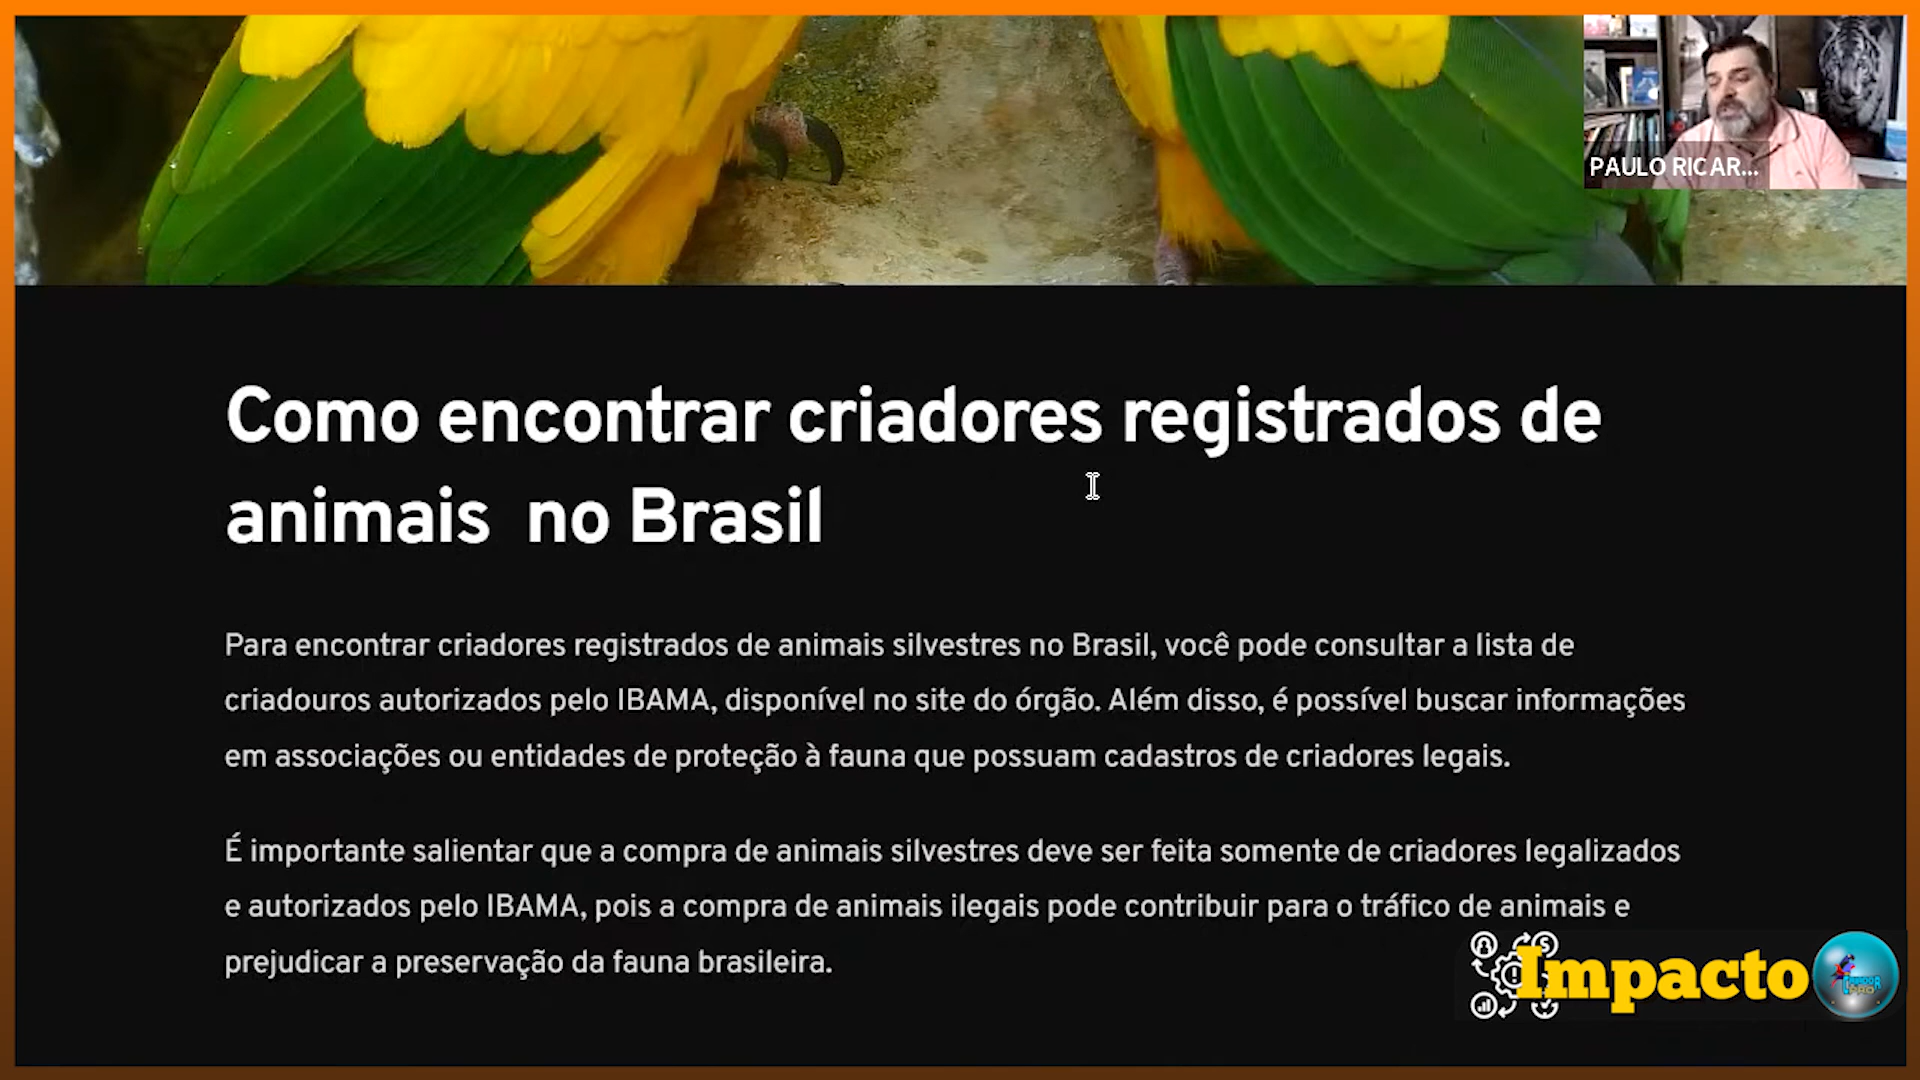 PAULO RICAR...
Como encontrar criadores registrados de
animais no Brasil
Para encontrar criadores registrados de animais silvestres no Brasil, você pode consultar a lista de
criadouros autorizados pelo IBAMA, disponível no site do órgão. Além disso, é possível buscar informações
em associações ou entidades de proteção à fauna que possuam cadastros de criadores legais.
É importante salientar que a compra de animais silvestres deve ser feita somente de criadores legalizados
e autorizados pelo IBAMA, pois a compra de animais ilegais pode contribuir para o tráfico de animais e
prejudicar a preservação da fauna brasileira.
Impacto